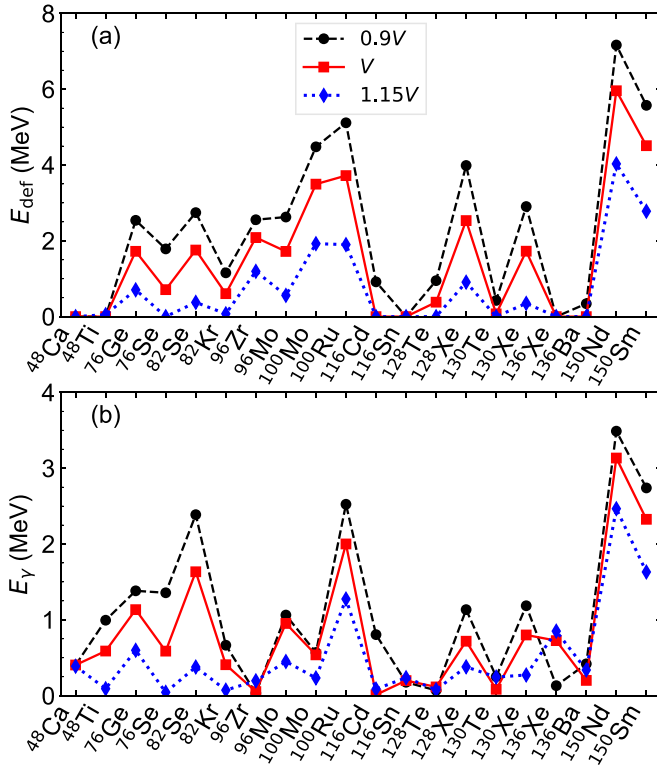 (a)
0.9V
V
1.15V
E_def (MeV)
8
6
4
2
0
48Ca
48Ti
76Ge
76Se
82Se
82Kr
96Zr
96Mo
100Mo
100Ru
116Cd
116Sn
128Te
128Xe
130Te
130Xe
136Xe
136Ba
150Nd
150Sm
(b)
E_γ (MeV)
4
3
2
1
0
48Ca
48Ti
76Ge
76Se
82Se
82Kr
96Zr
96Mo
100Mo
100Ru
116Cd
116Sn
128Te
128Xe
130Te
130Xe
136Xe
136Ba
150Nd
150Sm